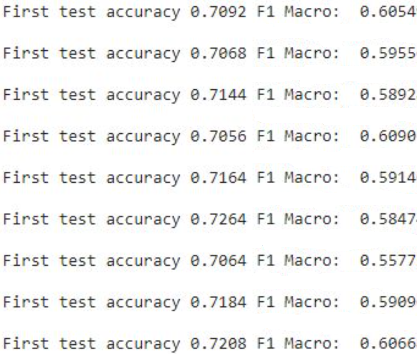 First test accuracy 0.7092 F1 Macro: 0.6054
First test accuracy 0.7068 F1 Macro: 0.5955
First test accuracy 0.7144 F1 Macro: 0.5892
First test accuracy 0.7056 F1 Macro: 0.6090
First test accuracy 0.7164 F1 Macro: 0.5914
First test accuracy 0.7264 F1 Macro: 0.5847
First test accuracy 0.7064 F1 Macro: 0.5577
First test accuracy 0.7184 F1 Macro: 0.5909
First test accuracy 0.7208 F1 Macro: 0.6066